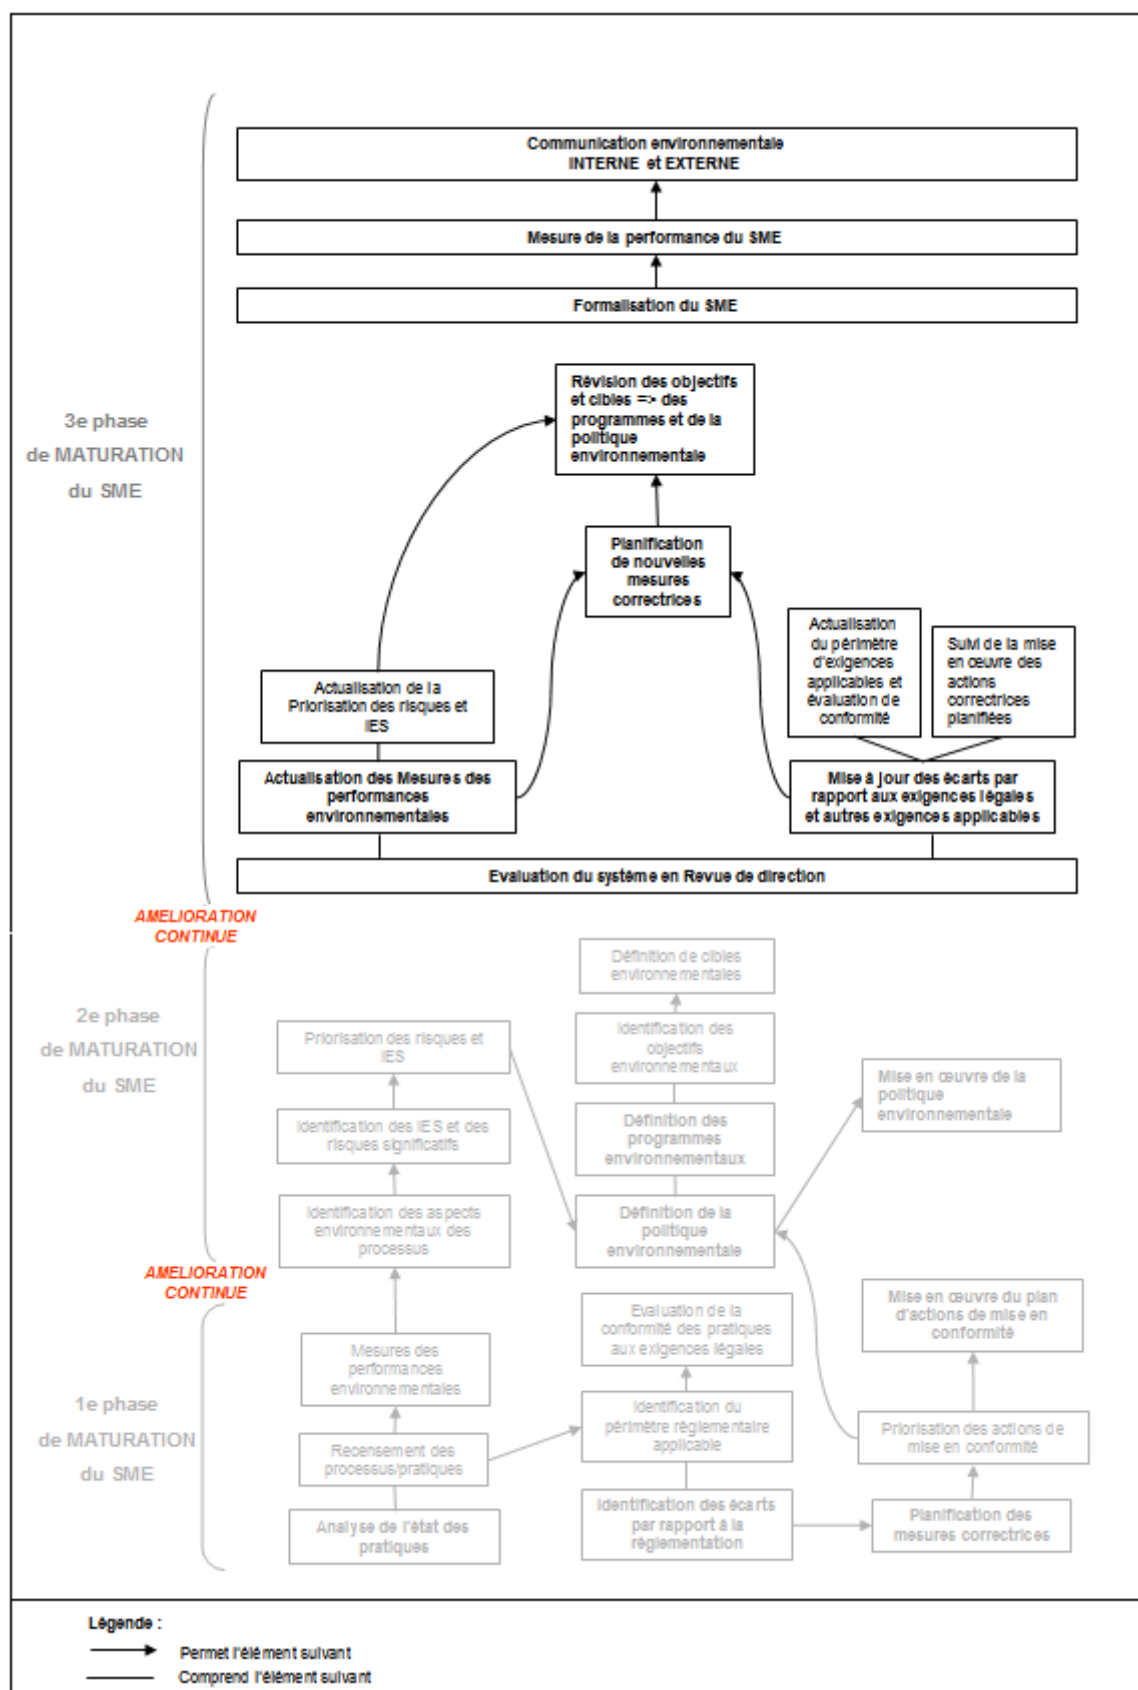 Communication environnementale
INTERNE et EXTERNE
Mesure de la performance du SME
Formalisation du SME
Révision des objectifs
et cibles => des
programmes et de la
politique
environnementale
3e phase
de MATURATION
du SME
Planification
de nouvelles
mesures
correctrices
Actualisation
du périmètre
d'exigences
applicables et
évaluation de
conformité
Suivi de la mise
en œuvre des
actions
correctrices
planifiées
Actualisation de la
Priorisation des risques et
IES
Actualisation des Mesures des
performances
environnementales
Mise à jour des écarts par
rapport aux exigences légales
et autres exigences applicables
Evaluation du système en Revue de direction
AMELIORATION
CONTINUE
2e phase
de MATURATION
du SME
Définition de cibles
environnementales
Priorisation des risques et
IES
Identification des
objectifs
environnementaux
Mise en œuvre de la
politique
environnementale
Identification des IES et des
risques significatifs
Définition des
programmes
environnementaux
Identification des aspects
environnementaux des
processus
Définition de la
politique
environnementale
AMELIORATION
CONTINUE
1e phase
de MATURATION
du SME
Mesures des
performances
environnementales
Evaluation de la
conformité des pratiques
aux exigences légales
Mise en œuvre du plan
d'actions de mise en
conformité
Recensement des
processus/pratiques
Identification du
périmètre règlementaire
applicable
Priorisation des actions de
mise en conformité
Analyse de l'état des
pratiques
Identification des écarts
par rapport à la
règlementation
Planification des
mesures correctrices
Légende :
Permet l'élément suivant
Comprend l'élément suivant